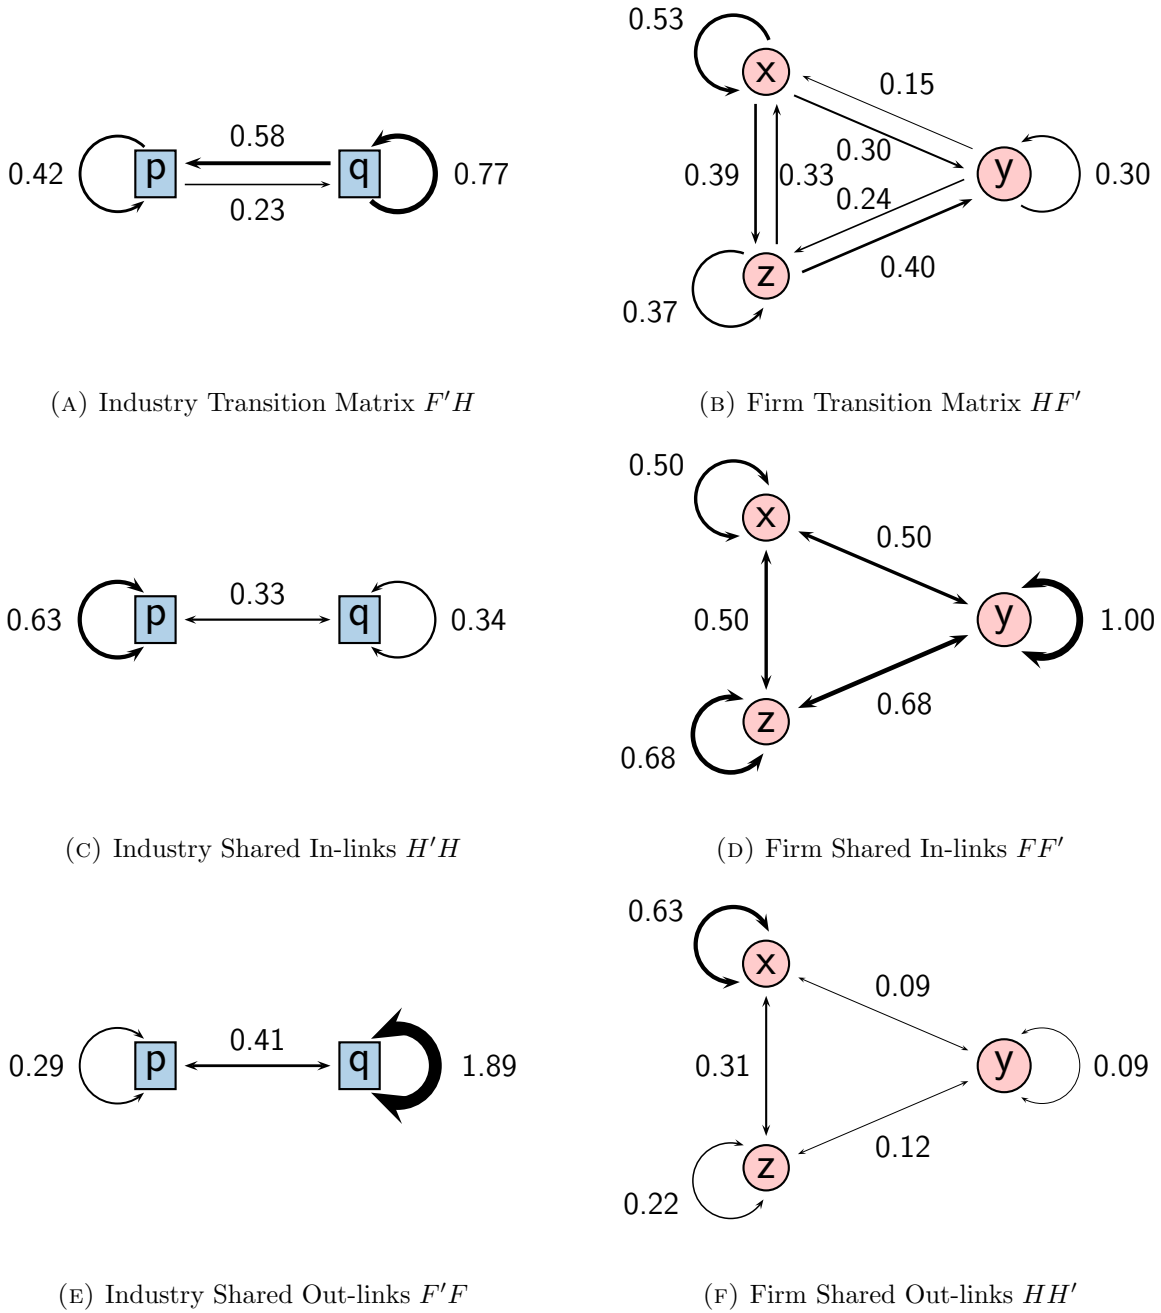 0.53
x
0.15
0.58
0.30
0.42
p
q
0.77
0.39
0.33
y
0.30
0.23
0.24
z
0.40
0.37
(A) Industry Transition Matrix F′H
(B) Firm Transition Matrix HF′
0.50
x
0.50
0.33
0.63
p
q
0.34
0.50
y
1.00
0.68
z
0.68
(C) Industry Shared In-links H′H
(D) Firm Shared In-links FF′
0.63
x
0.09
0.41
0.29
p
q
1.89
0.31
y
0.09
0.12
z
0.22
(E) Industry Shared Out-links F′F
(F) Firm Shared Out-links HH′